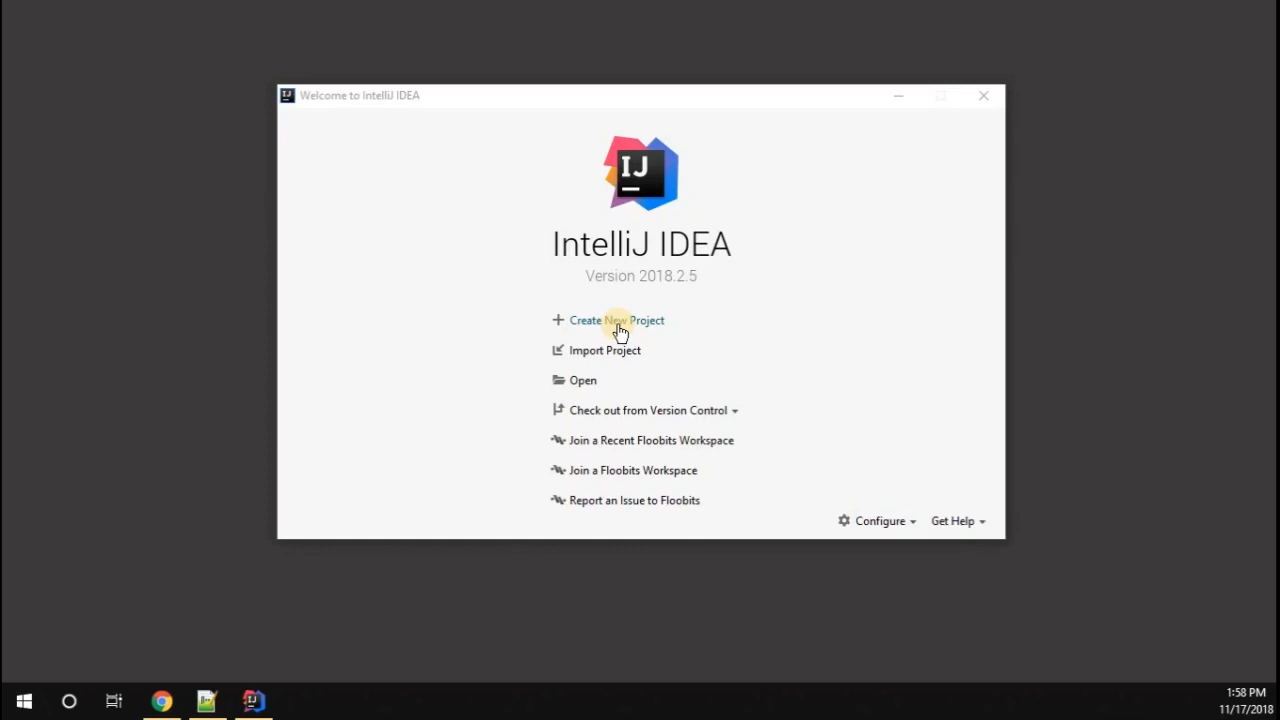 Welcome to IntelliJ IDEA
IJ
IntelliJ IDEA
Version 2018.2.5
Create New Project
Import Project
Open
Check out from Version Control
Join a Recent Floobits Workspace
Join a Floobits Workspace
Report an Issue to Floobits
Configure Get Help
1:58 PM
11/17/2018